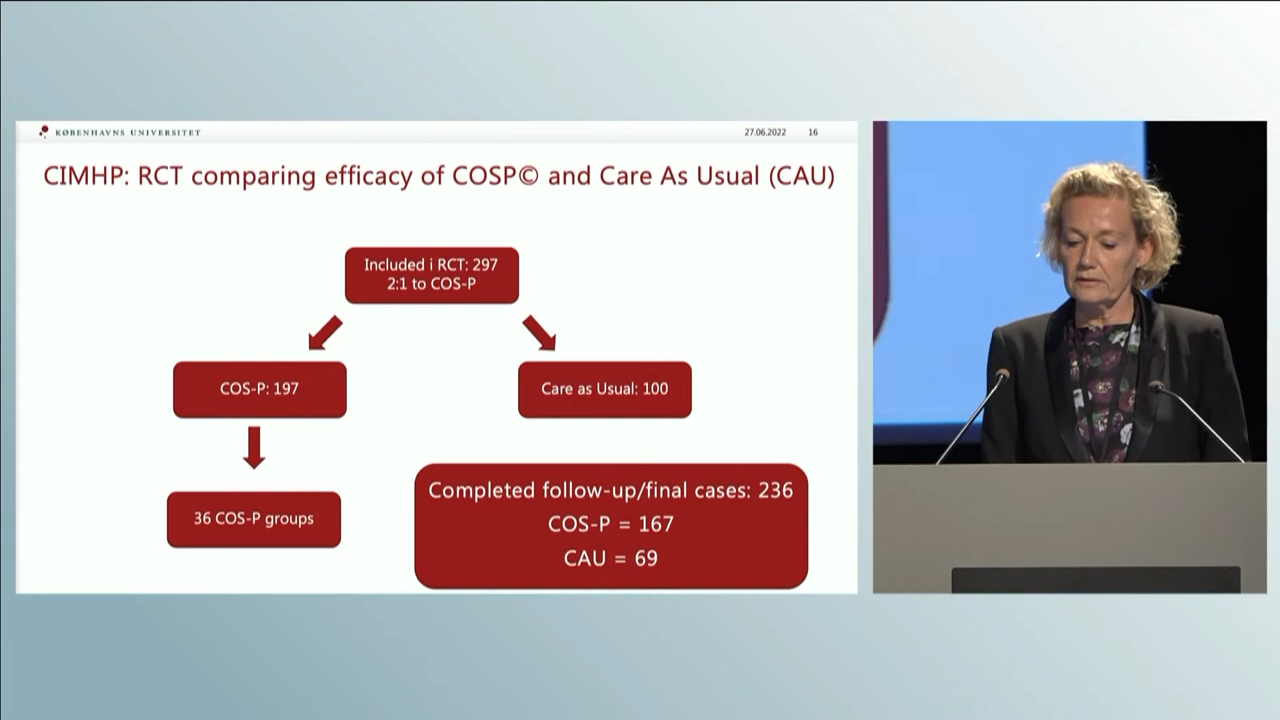 KØBENHAVNS UNIVERSITET
27.06.2022 16
CIMHP: RCT comparing efficacy of COSP© and Care As Usual (CAU)
Included i RCT: 297
2:1 to COS-P
COS-P: 197
Care as Usual: 100
36 COS-P groups
Completed follow-up/final cases: 236
COS-P = 167
CAU = 69